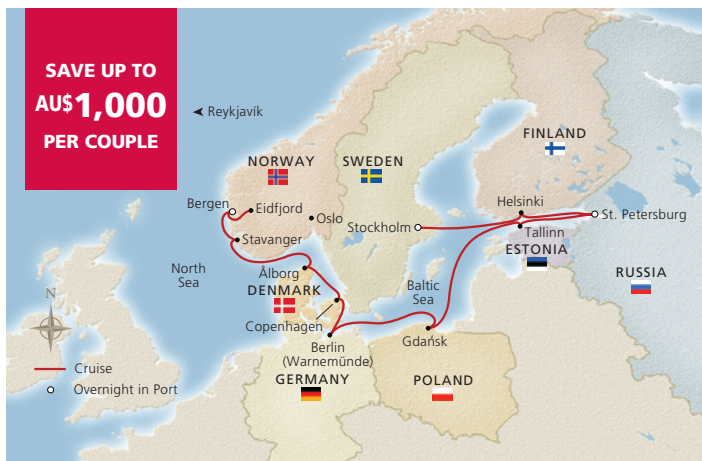 SAVE UP TO
AU$1,000
PER COUPLE
Reykjavík
NORWAY
SWEDEN
FINLAND
Bergen
Eidfjord
Oslo
Stavanger
Stockholm
Helsinki
St. Petersburg
Tallinn
ESTONIA
RUSSIA
North
Sea
Ålborg
DENMARK
Baltic
Sea
Copenhagen
Gdańsk
Berlin
(Warnemünde)
GERMANY
POLAND
N
Cruise
Overnight in Port